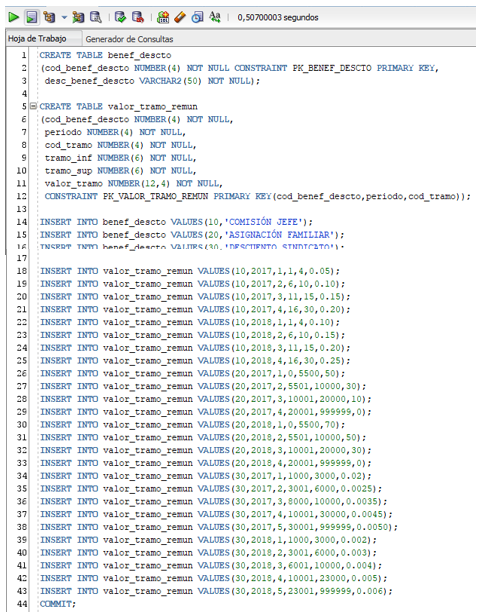 0,50700003 segundos
Hoja de Trabajo Generador de Consultas
1 CREATE TABLE benef_descto
2 (cod_benef_descto NUMBER(4) NOT NULL CONSTRAINT PK_BENEF_DESCTO PRIMARY KEY,
3 desc_benef_descto VARCHAR2(50) NOT NULL);
4
5 CREATE TABLE valor_tramo_remun
6 (cod_benef_descto NUMBER(4) NOT NULL,
7 periodo NUMBER(4) NOT NULL,
8 cod_tramo NUMBER(4) NOT NULL,
9 tramo_inf NUMBER(6) NOT NULL,
10 tramo_sup NUMBER(6) NOT NULL,
11 valor_tramo NUMBER(12,4) NOT NULL,
12 CONSTRAINT PK_VALOR_TRAMO_REMUN PRIMARY KEY(cod_benef_descto,periodo,cod_tramo));
13
14 INSERT INTO benef_descto VALUES(10,'COMISIÓN JEFE');
15 INSERT INTO benef_descto VALUES(20,'ASIGNACIÓN FAMILIAR');
16 INSERT INTO benef_descto VALUES(30,'DESCUENTO SINDICATO');
17
18 INSERT INTO valor_tramo_remun VALUES(10,2017,1,1,4,0.05);
19 INSERT INTO valor_tramo_remun VALUES(10,2017,2,6,10,0.10);
20 INSERT INTO valor_tramo_remun VALUES(10,2017,3,11,15,0.15);
21 INSERT INTO valor_tramo_remun VALUES(10,2017,4,16,30,0.20);
22 INSERT INTO valor_tramo_remun VALUES(10,2018,1,1,4,0.10);
23 INSERT INTO valor_tramo_remun VALUES(10,2018,2,6,10,0.15);
24 INSERT INTO valor_tramo_remun VALUES(10,2018,3,11,15,0.20);
25 INSERT INTO valor_tramo_remun VALUES(10,2018,4,16,30,0.25);
26 INSERT INTO valor_tramo_remun VALUES(20,2017,1,0,5500,50);
27 INSERT INTO valor_tramo_remun VALUES(20,2017,2,5501,10000,30);
28 INSERT INTO valor_tramo_remun VALUES(20,2017,3,10001,20000,10);
29 INSERT INTO valor_tramo_remun VALUES(20,2017,4,20001,999999,0);
30 INSERT INTO valor_tramo_remun VALUES(20,2018,1,0,5500,70);
31 INSERT INTO valor_tramo_remun VALUES(20,2018,2,5501,10000,50);
32 INSERT INTO valor_tramo_remun VALUES(20,2018,3,10001,20000,30);
33 INSERT INTO valor_tramo_remun VALUES(20,2018,4,20001,999999,0);
34 INSERT INTO valor_tramo_remun VALUES(30,2017,1,1000,3000,0.02);
35 INSERT INTO valor_tramo_remun VALUES(30,2017,2,3001,6000,0.0025);
36 INSERT INTO valor_tramo_remun VALUES(30,2017,3,8000,10000,0.0035);
37 INSERT INTO valor_tramo_remun VALUES(30,2017,4,10001,30000,0.0045);
38 INSERT INTO valor_tramo_remun VALUES(30,2017,5,30001,999999,0.0050);
39 INSERT INTO valor_tramo_remun VALUES(30,2018,1,1000,3000,0.002);
40 INSERT INTO valor_tramo_remun VALUES(30,2018,2,3001,6000,0.003);
41 INSERT INTO valor_tramo_remun VALUES(30,2018,3,6001,10000,0.004);
42 INSERT INTO valor_tramo_remun VALUES(30,2018,4,10001,23000,0.005);
43 INSERT INTO valor_tramo_remun VALUES(30,2018,5,23001,999999,0.006);
44 COMMIT;